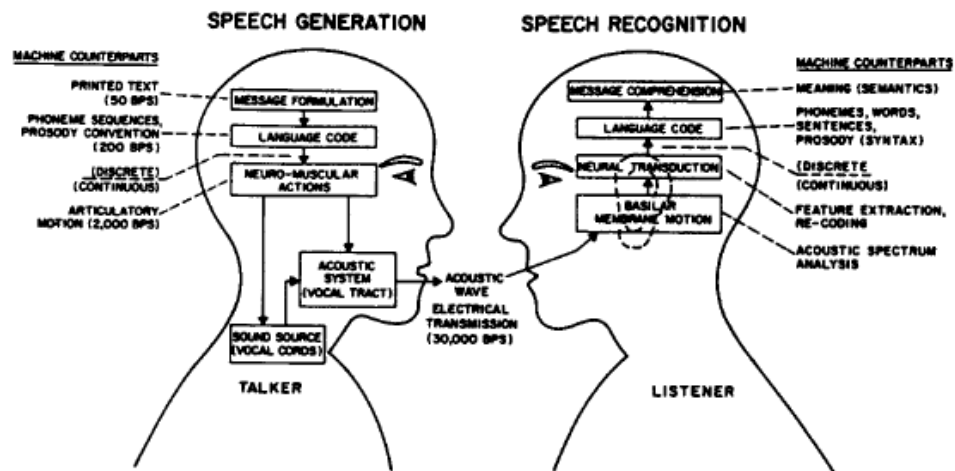 SPEECH GENERATION
MACHINE COUNTERPARTS
PRINTED TEXT
(50 BPS)
PHONEME SEQUENCES,
PROSODY CONVENTION
(200 BPS)
(DISCRETE)
(CONTINUOUS)
ARTICULATORY
MOTION (2,000 BPS)
MESSAGE FORMULATION
LANGUAGE CODE
NEURO-MUSCULAR
ACTIONS
ACOUSTIC
SYSTEM
(VOCAL TRACT)
SOUND SOURCE
(VOCAL CORDS)
TALKER
ACOUSTIC
WAVE
ELECTRICAL
TRANSMISSION
(30,000 BPS)
SPEECH RECOGNITION
MESSAGE COMPREHENSION
LANGUAGE CODE
NEURAL TRANSDUCTION
BASILAR
MEMBRANE MOTION
LISTENER
MACHINE COUNTERPARTS
MEANING (SEMANTICS)
PHONEMES, WORDS,
SENTENCES,
PROSODY (SYNTAX)
(DISCRETE
(CONTINUOUS)
FEATURE EXTRACTION,
RE-CODING
ACOUSTIC SPECTRUM
ANALYSIS